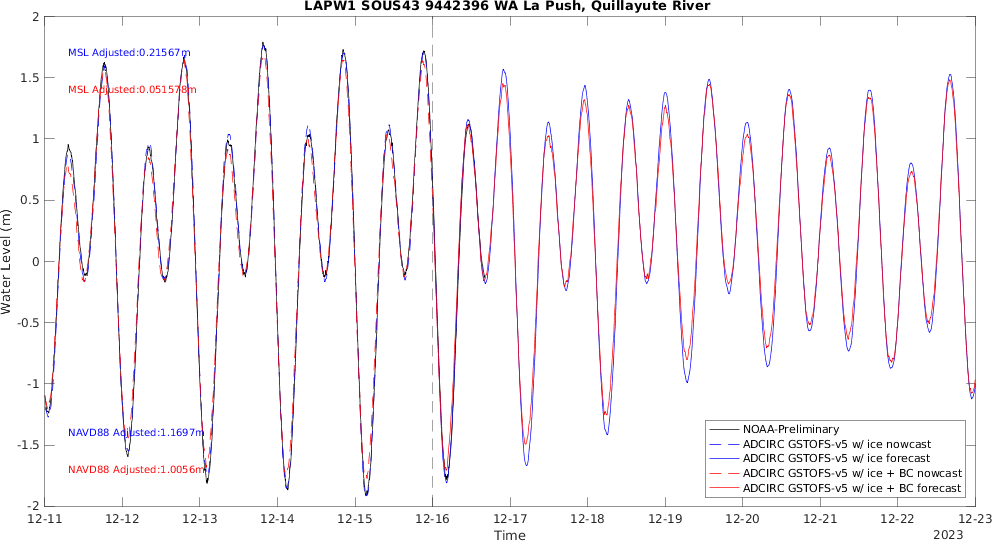 LAPW1 SOUS43 9442396 WA La Push, Quillayute River
Water Level (m)
2
1.5
1
0.5
0
-0.5
-1
-1.5
-2
MSL Adjusted:0.21567m
MSL Adjusted:0.051578m
NAVD88 Adjusted:1.1697m
NAVD88 Adjusted:1.0056m
NOAA-Preliminary
ADCIRC GSTOFS-v5 w/ ice nowcast
ADCIRC GSTOFS-v5 w/ ice forecast
ADCIRC GSTOFS-v5 w/ ice + BC nowcast
ADCIRC GSTOFS-v5 w/ ice + BC forecast
12-11 12-12 12-13 12-14 12-15 12-16 12-17 12-18 12-19 12-20 12-21 12-22 12-23
Time
2023